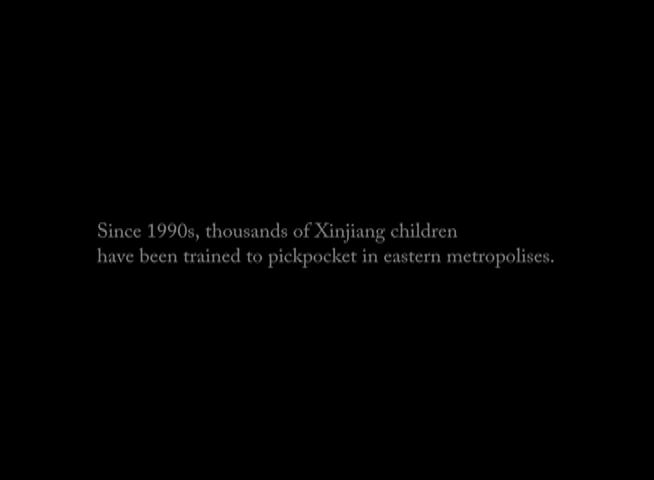 Since 1990s, thousands of Xinjiang children
have been trained to pickpocket in eastern metropolises.